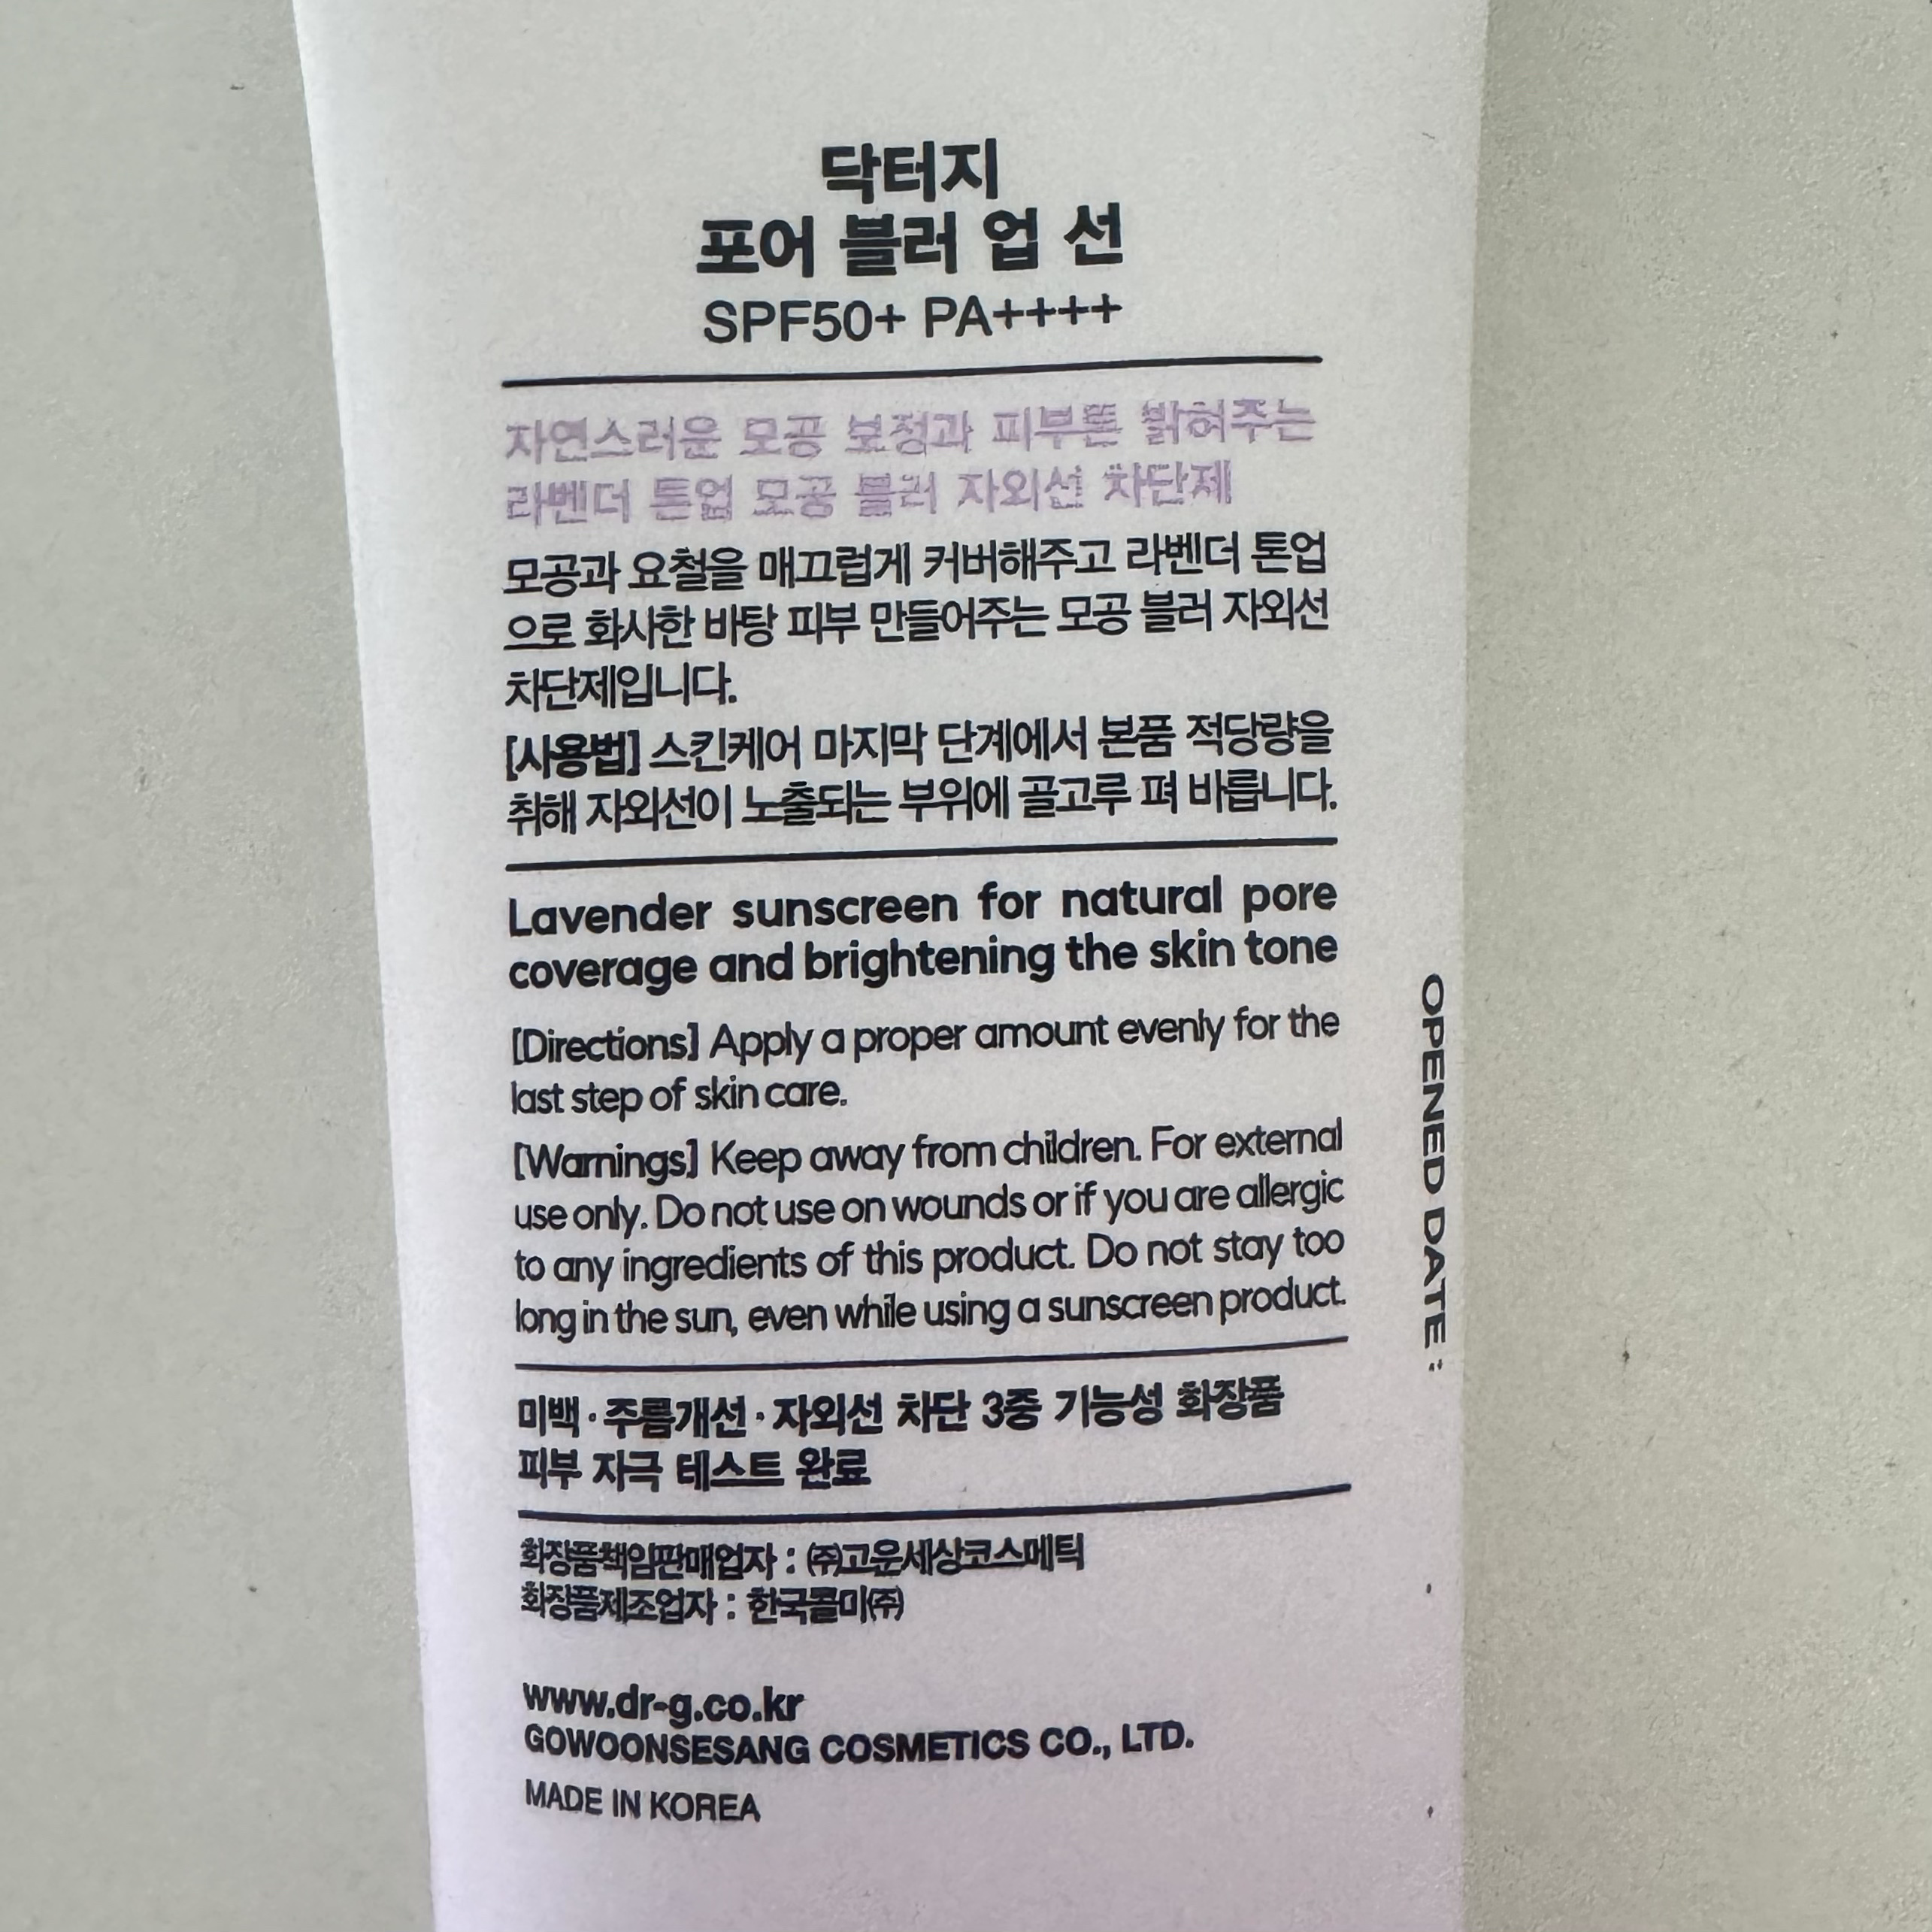 닥터지
포어 블러 업 선
SPF50+ PA++++
자연스러운 모공 보정과 피부톤 밝혀주는
라벤더 톤업 모공 블러 자외선 차단제
모공과 요철을 매끄럽게 커버해주고 라벤더 톤업
으로 화사한 바탕 피부 만들어주는 모공 블러 자외선
차단제입니다.
[사용법] 스킨케어 마지막 단계에서 본품 적당량을
취해 자외선이 노출되는 부위에 골고루 펴 바릅니다.
Lavender sunscreen for natural pore
coverage and brightening the skin tone
[Directions] Apply a proper amount evenly for the
last step of skin care.
[Warnings] Keep away from children. For external
use only. Do not use on wounds or if you are allergic
to any ingredients of this product. Do not stay too
long in the sun, even while using a sunscreen product.
미백·주름개선·자외선 차단 3중 기능성 화장품
피부 자극 테스트 완료
화장품책임판매업자 : ㈜고운세상코스메틱
화장품제조업자 : 한국콜마㈜
www.dr-g.co.kr
GOWOONSESANG COSMETICS CO., LTD.
MADE IN KOREA
OPENED DATE :